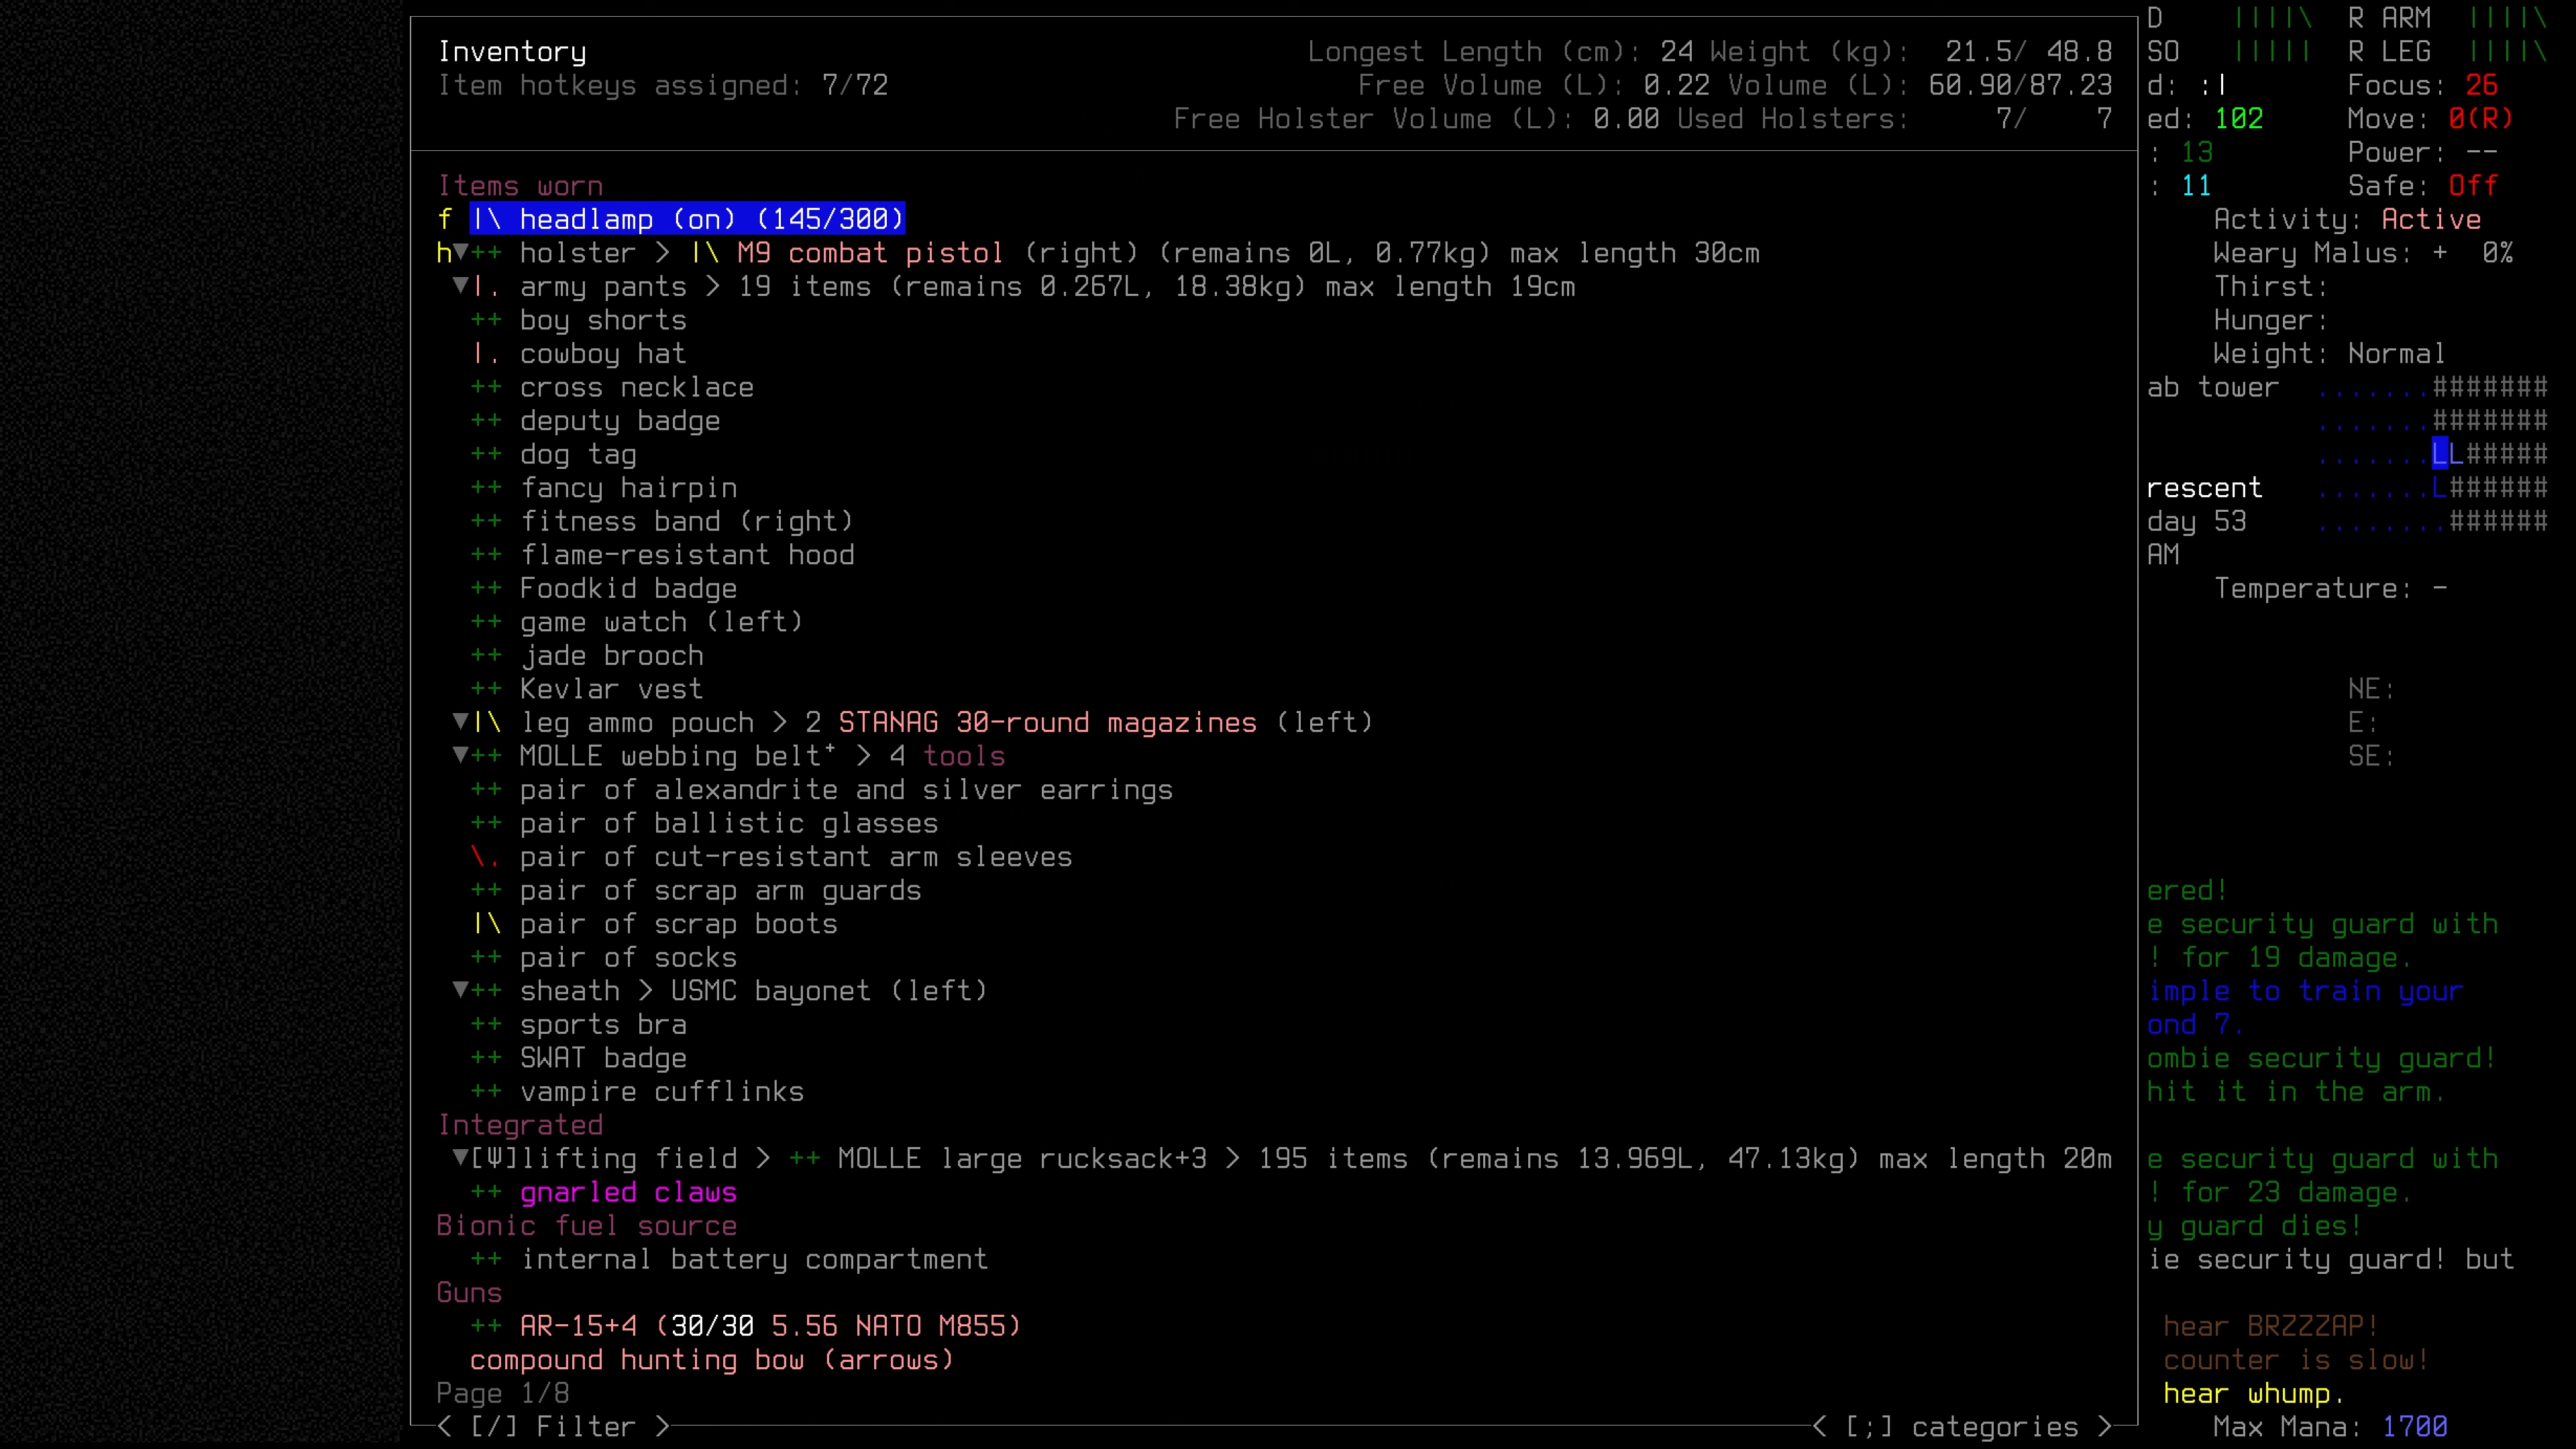 D ||||\ R ARM ||||\
Inventory Longest Length (cm): 24 Weight (kg): 21.5/ 48.8 SO ||||| R LEG ||||\
Item hotkeys assigned: 7/72 Free Volume (L): 0.22 Volume (L): 60.90/87.23 d: :| Focus: 26
Free Holster Volume (L): 0.00 Used Holsters: 7/ 7 ed: 102 Move: 0(R)
: 13 Power: --
Items worn : 11 Safe: Off
f |\ headlamp (on) (145/300) Activity: Active
h▼++ holster > |\ M9 combat pistol (right) (remains 0L, 0.77kg) max length 30cm Weary Malus: + 0%
▼|. army pants > 19 items (remains 0.267L, 18.38kg) max length 19cm Thirst:
++ boy shorts Hunger:
|. cowboy hat Weight: Normal
++ cross necklace ab tower .......#######
++ deputy badge .......#######
++ dog tag .......LL#####
++ fancy hairpin rescent .......L######
++ fitness band (right) day 53 ........######
++ flame-resistant hood AM
++ Foodkid badge Temperature: -
++ game watch (left)
++ jade brooch
++ Kevlar vest NE:
▼|\ leg ammo pouch > 2 STANAG 30-round magazines (left) E:
▼++ MOLLE webbing belt⁺ > 4 tools SE:
++ pair of alexandrite and silver earrings
++ pair of ballistic glasses
\. pair of cut-resistant arm sleeves
++ pair of scrap arm guards ered!
|\ pair of scrap boots e security guard with
++ pair of socks ! for 19 damage.
▼++ sheath > USMC bayonet (left) imple to train your
++ sports bra ond 7.
++ SWAT badge ombie security guard!
++ vampire cufflinks hit it in the arm.
Integrated
▼[Ψ]lifting field > ++ MOLLE large rucksack+3 > 195 items (remains 13.969L, 47.13kg) max length 20m e security guard with
++ gnarled claws ! for 23 damage.
Bionic fuel source y guard dies!
++ internal battery compartment ie security guard! but
Guns
++ AR-15+4 (30/30 5.56 NATO M855) hear BRZZZAP!
compound hunting bow (arrows) counter is slow!
Page 1/8 hear whump.
< [/] Filter > < [;] categories > Max Mana: 1700